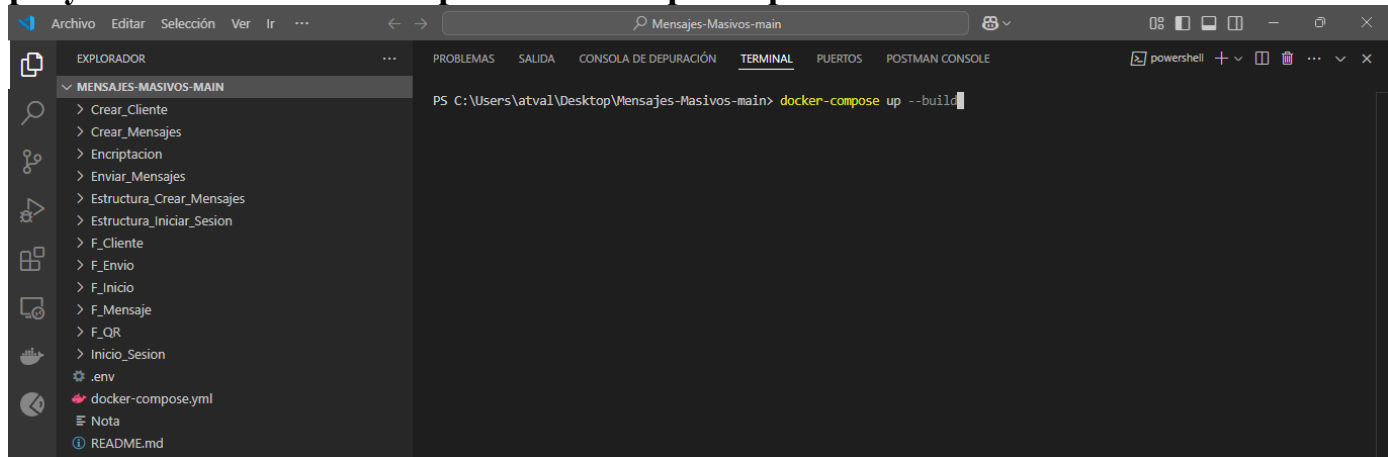 Archivo Editar Selección Ver Ir ... Mensajes-Masivos-main
EXPLORADOR ...
MENSAJES-MASIVOS-MAIN
Crear_Cliente
Crear_Mensajes
Encriptacion
Enviar_Mensajes
Estructura_Crear_Mensajes
Estructura_Iniciar_Sesion
F_Cliente
F_Envio
F_Inicio
F_Mensaje
F_QR
Inicio_Sesion
.env
docker-compose.yml
Nota
README.md
PROBLEMAS SALIDA CONSOLA DE DEPURACIÓN TERMINAL PUERTOS POSTMAN CONSOLE powershell
PS C:\Users\atval\Desktop\Mensajes-Masivos-main> docker-compose up --build